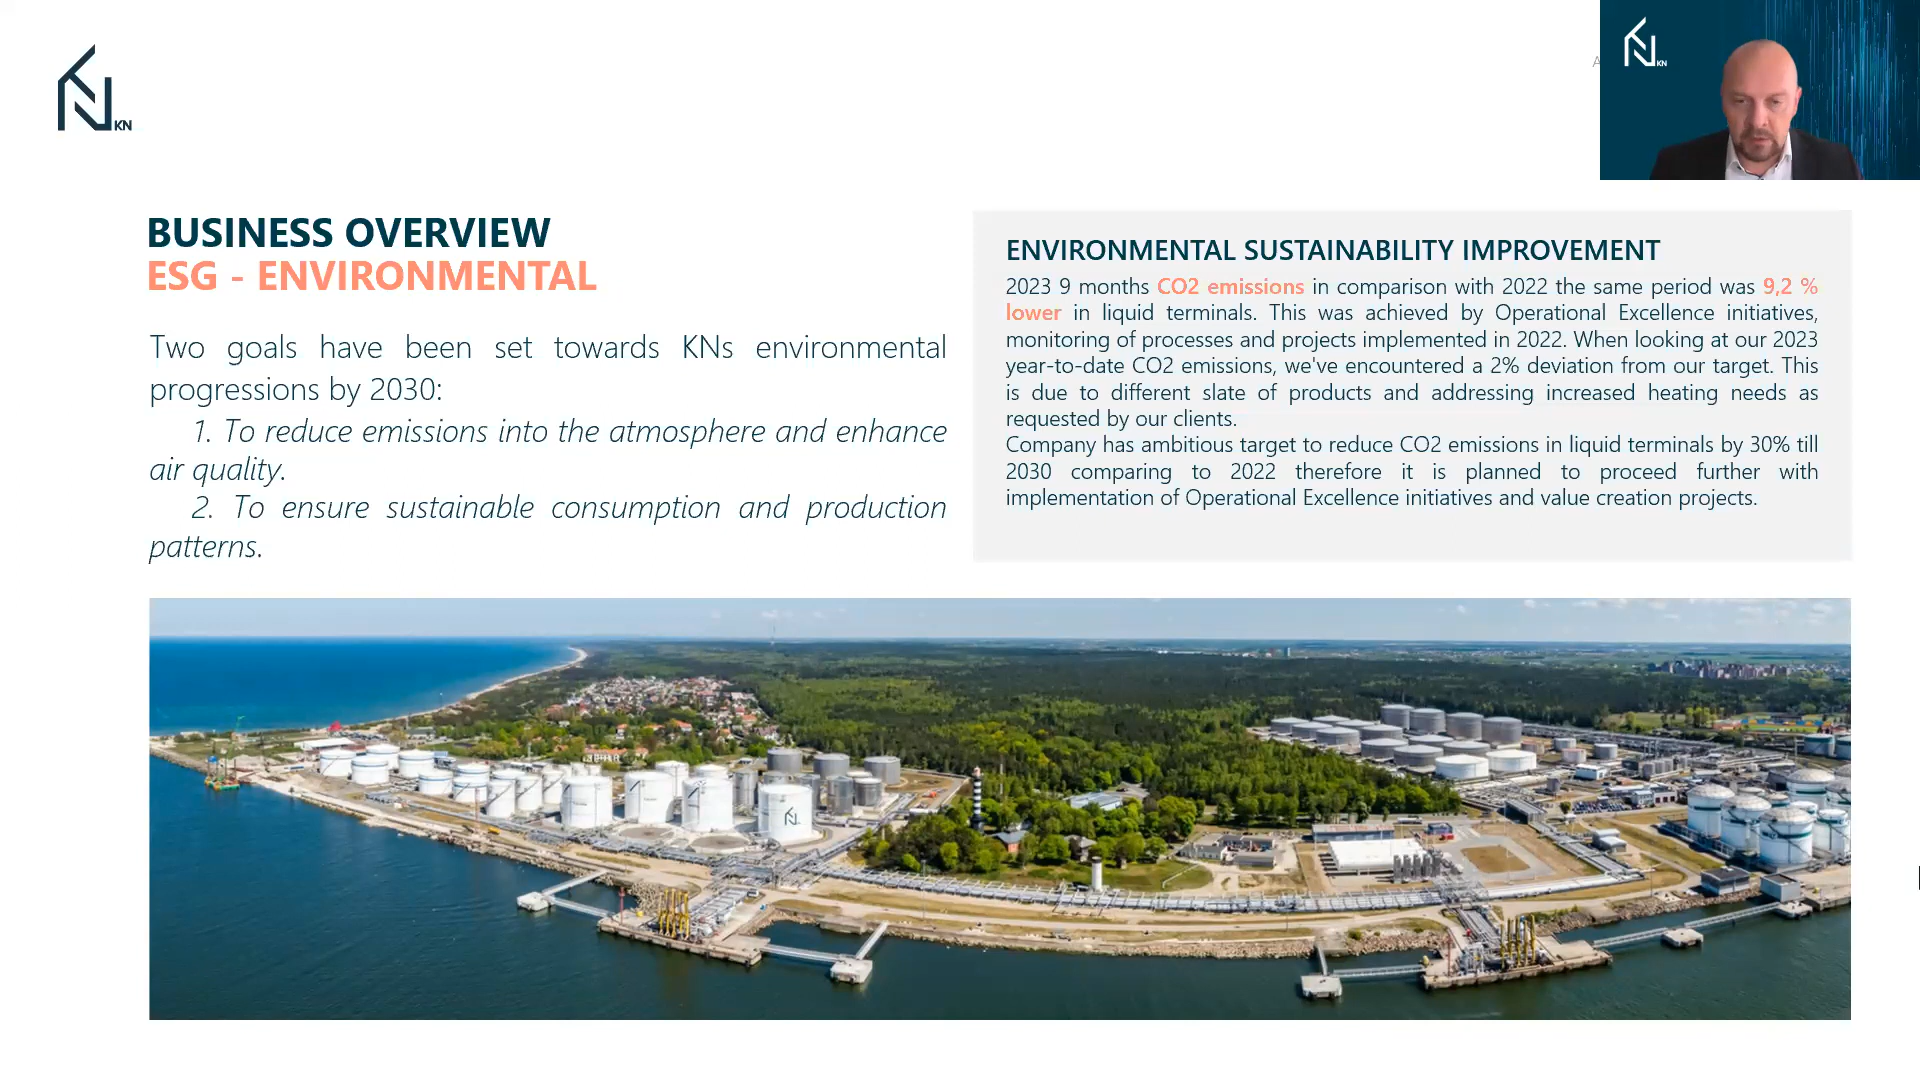 KN
A
KN
BUSINESS OVERVIEW
ESG - ENVIRONMENTAL
Two goals have been set towards KNs environmental
progressions by 2030:
1. To reduce emissions into the atmosphere and enhance
air quality.
2. To ensure sustainable consumption and production
patterns.
ENVIRONMENTAL SUSTAINABILITY IMPROVEMENT
2023 9 months CO2 emissions in comparison with 2022 the same period was 9,2 %
lower in liquid terminals. This was achieved by Operational Excellence initiatives,
monitoring of processes and projects implemented in 2022. When looking at our 2023
year-to-date CO2 emissions, we've encountered a 2% deviation from our target. This
is due to different slate of products and addressing increased heating needs as
requested by our clients.
Company has ambitious target to reduce CO2 emissions in liquid terminals by 30% till
2030 comparing to 2022 therefore it is planned to proceed further with
implementation of Operational Excellence initiatives and value creation projects.